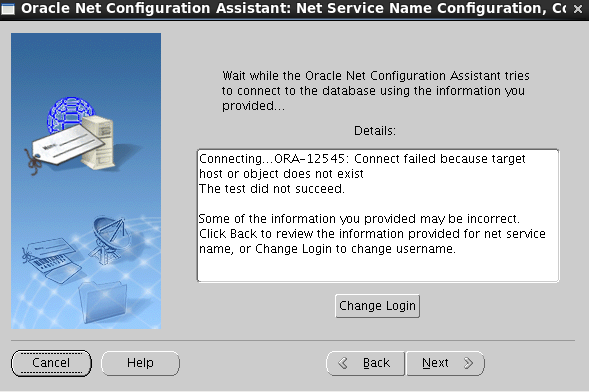 Oracle Net Configuration Assistant: Net Service Name Configuration, Co
Wait while the Oracle Net Configuration Assistant tries
to connect to the database using the information you
provided...
Details:
Connecting...ORA-12545: Connect failed because target
host or object does not exist
The test did not succeed.
Some of the information you provided may be incorrect.
Click Back to review the information provided for net service
name, or Change Login to change username.
Change Login
Cancel
Help
Back
Next